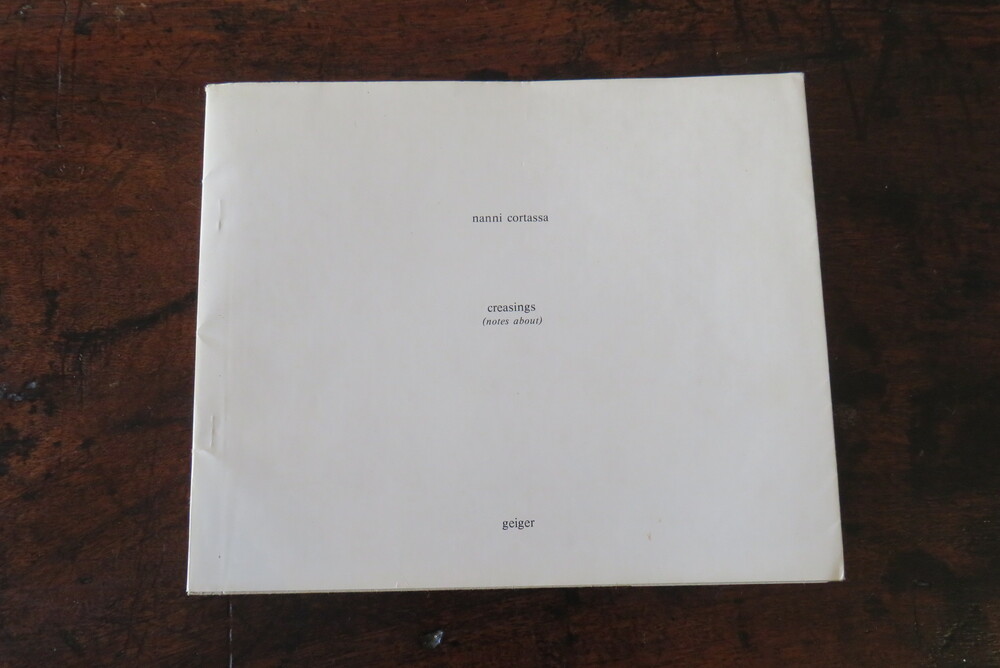 nanni cortassa
creasings
(notes about)
geiger